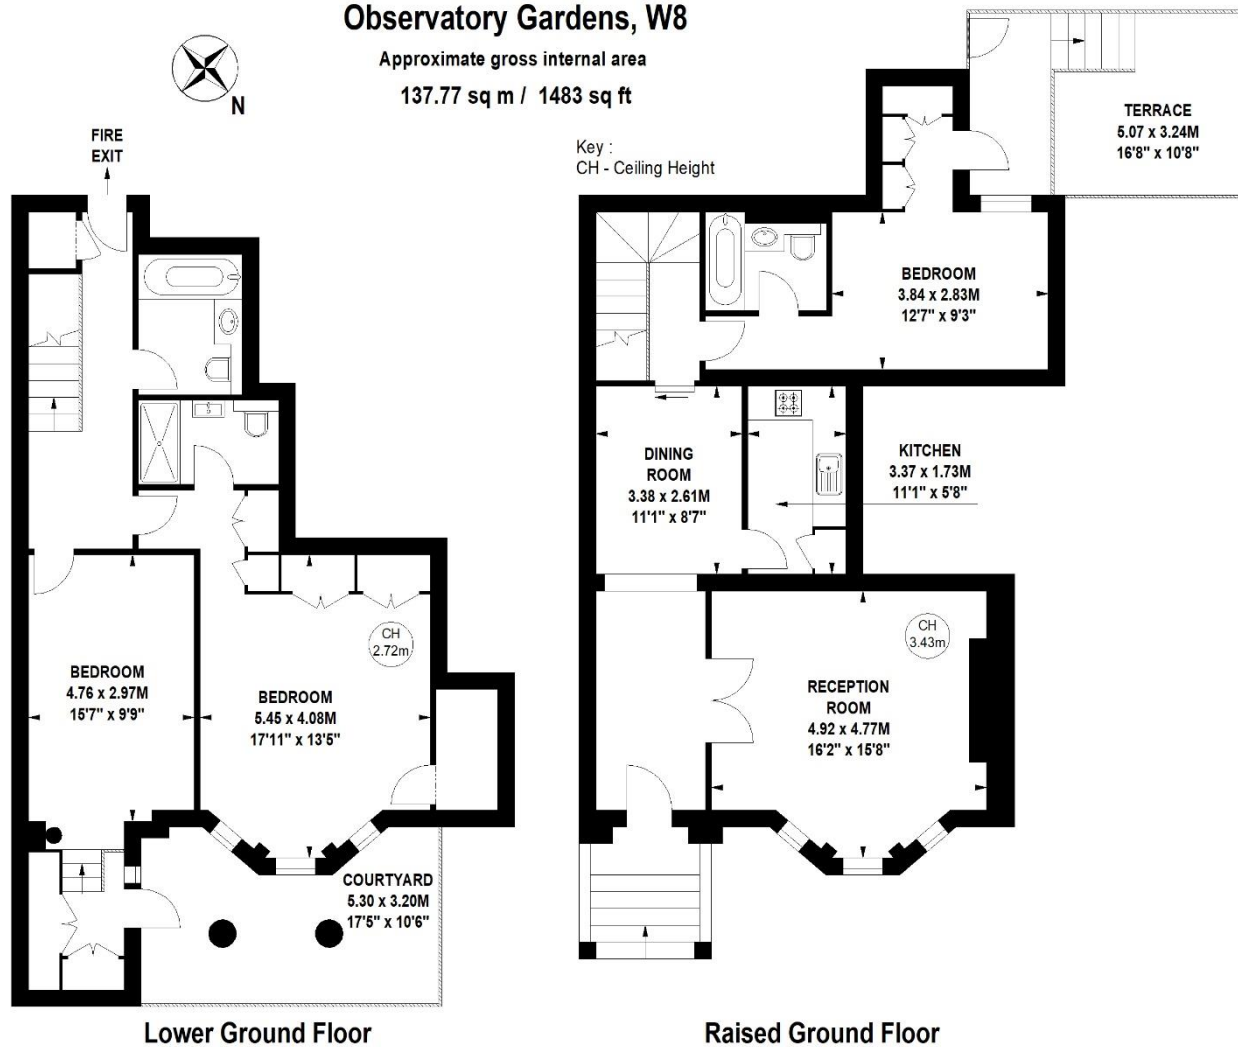 Observatory Gardens, W8
Approximate gross internal area
137.77 sq m / 1483 sq ft
N
Key :
CH - Ceiling Height
FIRE
EXIT
TERRACE
5.07 x 3.24M
16'8" x 10'8"
BEDROOM
3.84 x 2.83M
12'7" x 9'3"
DINING
ROOM
3.38 x 2.61M
11'1" x 8'7"
KITCHEN
3.37 x 1.73M
11'1" x 5'8"
CH
2.72m
CH
3.43m
BEDROOM
4.76 x 2.97M
15'7" x 9'9"
BEDROOM
5.45 x 4.08M
17'11" x 13'5"
RECEPTION
ROOM
4.92 x 4.77M
16'2" x 15'8"
COURTYARD
5.30 x 3.20M
17'5" x 10'6"
Lower Ground Floor
Raised Ground Floor